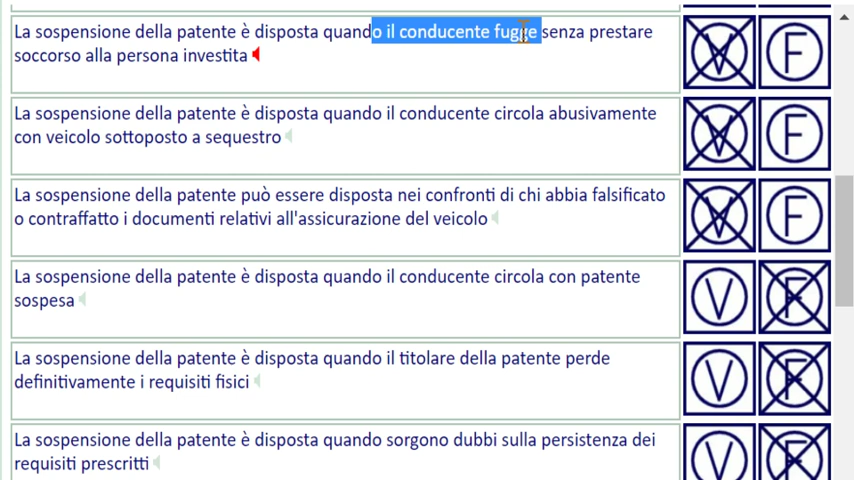 La sospensione della patente è disposta quando il conducente fugge senza prestare
soccorso alla persona investita
V F
La sospensione della patente è disposta quando il conducente circola abusivamente
con veicolo sottoposto a sequestro
V F
La sospensione della patente può essere disposta nei confronti di chi abbia falsificato
o contraffatto i documenti relativi all'assicurazione del veicolo
V F
La sospensione della patente è disposta quando il conducente circola con patente
sospesa
V F
La sospensione della patente è disposta quando il titolare della patente perde
definitivamente i requisiti fisici
V F
La sospensione della patente è disposta quando sorgono dubbi sulla persistenza dei
requisiti prescritti
V F